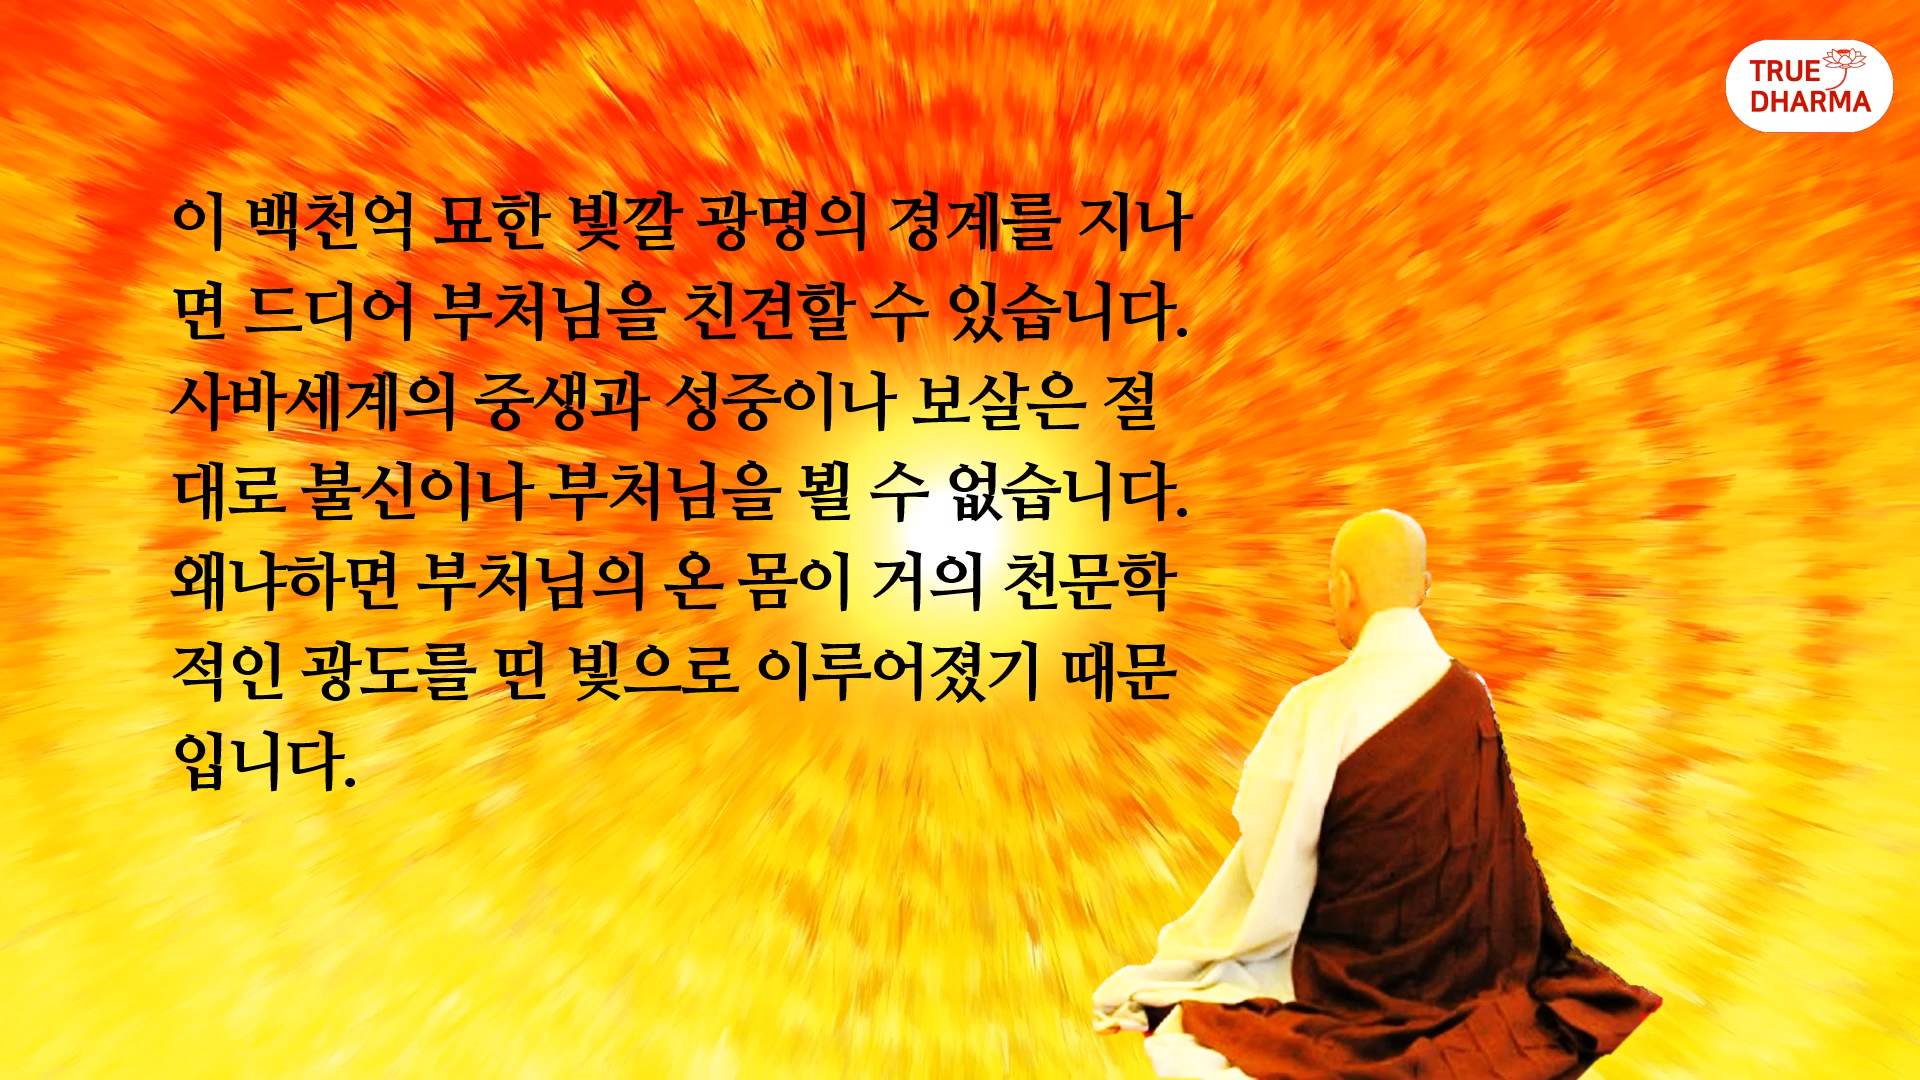 TRUE
DHARMA
이 백천억 묘한 빛깔 광명의 경계를 지나
면 드디어 부처님을 친견할 수 있습니다.
사바세계의 중생과 성중이나 보살은 절
대로 불신이나 부처님을 뵐 수 없습니다.
왜냐하면 부처님의 온 몸이 거의 천문학
적인 광도를 띤 빛으로 이루어졌기 때문
입니다.